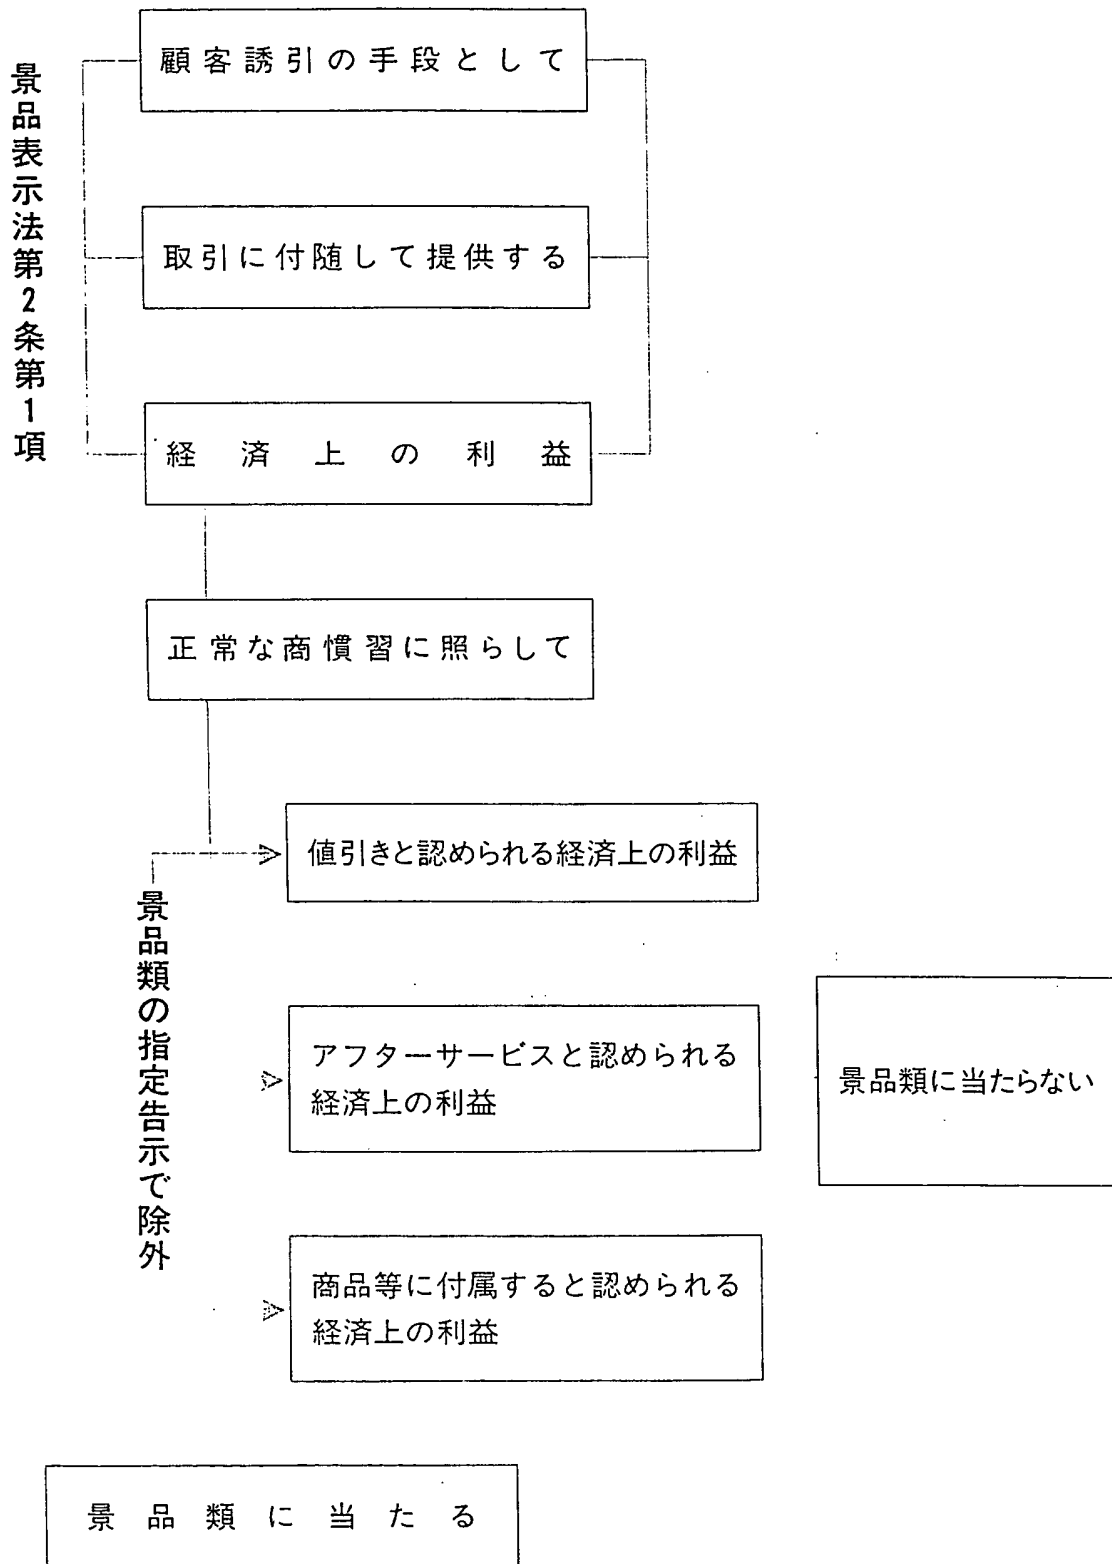 景品表示法第2条第1項
顧客誘引の手段として
取引に付随して提供する
経済上の利益
正常な商慣習に照らして
景品類の指定告示で除外
値引きと認められる経済上の利益
アフターサービスと認められる
経済上の利益
商品等に付属すると認められる
経済上の利益
景品類に当たらない
景品類に当たる